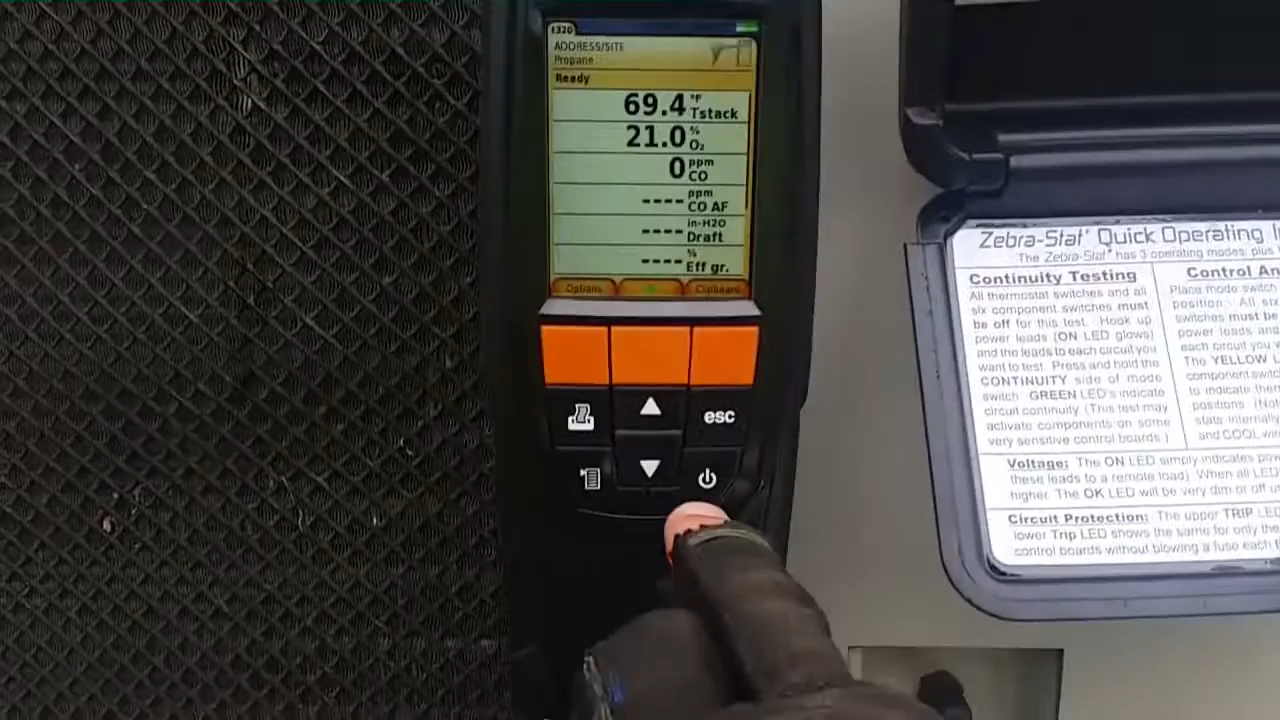 t320
ADDRESS/SITE
Propane
Ready
69.4 °F Tstack
21.0 % O₂
0 ppm CO
---- ppm CO AF
---- in-H2O Draft
---- % Eff gr.
Options
Clipboard
esc
Zebra-Stat® Quick Operating
The Zebra-Stat® has 3 operating modes, plus
Continuity Testing
All thermostat switches and all
six component switches must
be off for this test. Hook up
power leads (ON LED glows)
and the leads to each circuit you
want to test. Press and hold the
CONTINUITY side of mode
switch. GREEN LED's indicate
circuit continuity. (This test may
activate components on some
very sensitive control boards.)
Control
Place mode switch
position. All six
switches must be
power leads and
each circuit you
The YELLOW
component
to indicate
positions.
stats internally
and COOL
Voltage: The ON LED simply indicates
these leads to a remote load). When all LED
higher. The OK LED will be very dim or off
Circuit Protection: The upper TRIP LED
lower Trip LED shows the same for only the
control boards without blowing a fuse each